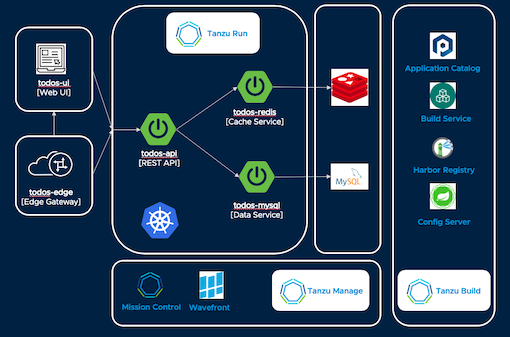 Tanzu Run
todos-ui
[Web UI]
todos-edge
[Edge Gateway]
todos-api
[REST API]
todos-redis
[Cache Service]
todos-mysql
[Data Service]
MySQL
Application Catalog
Build Service
Harbor Registry
Config Server
Mission Control
Wavefront
Tanzu Manage
Tanzu Build